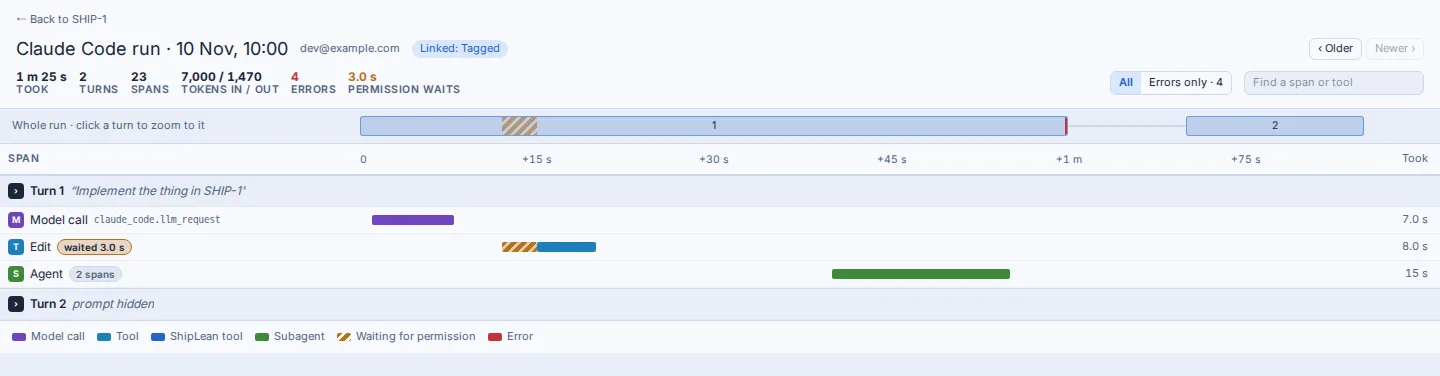 ← Back to SHIP-1
Claude Code run · 10 Nov, 10:00 dev@example.com Linked: Tagged ‹ Older Newer ›
1 m 25 s 2 23 7,000 / 1,470 4 3.0 s
TOOK TURNS SPANS TOKENS IN / OUT ERRORS PERMISSION WAITS
All Errors only · 4 Find a span or tool
Whole run · click a turn to zoom to it 1 2
SPAN 0 +15 s +30 s +45 s +1 m +75 s Took
› Turn 1 "Implement the thing in SHIP-1"
M Model call claude_code.llm_request 7.0 s
T Edit waited 3.0 s 8.0 s
S Agent 2 spans 15 s
› Turn 2 prompt hidden
Model call Tool ShipLean tool Subagent Waiting for permission Error